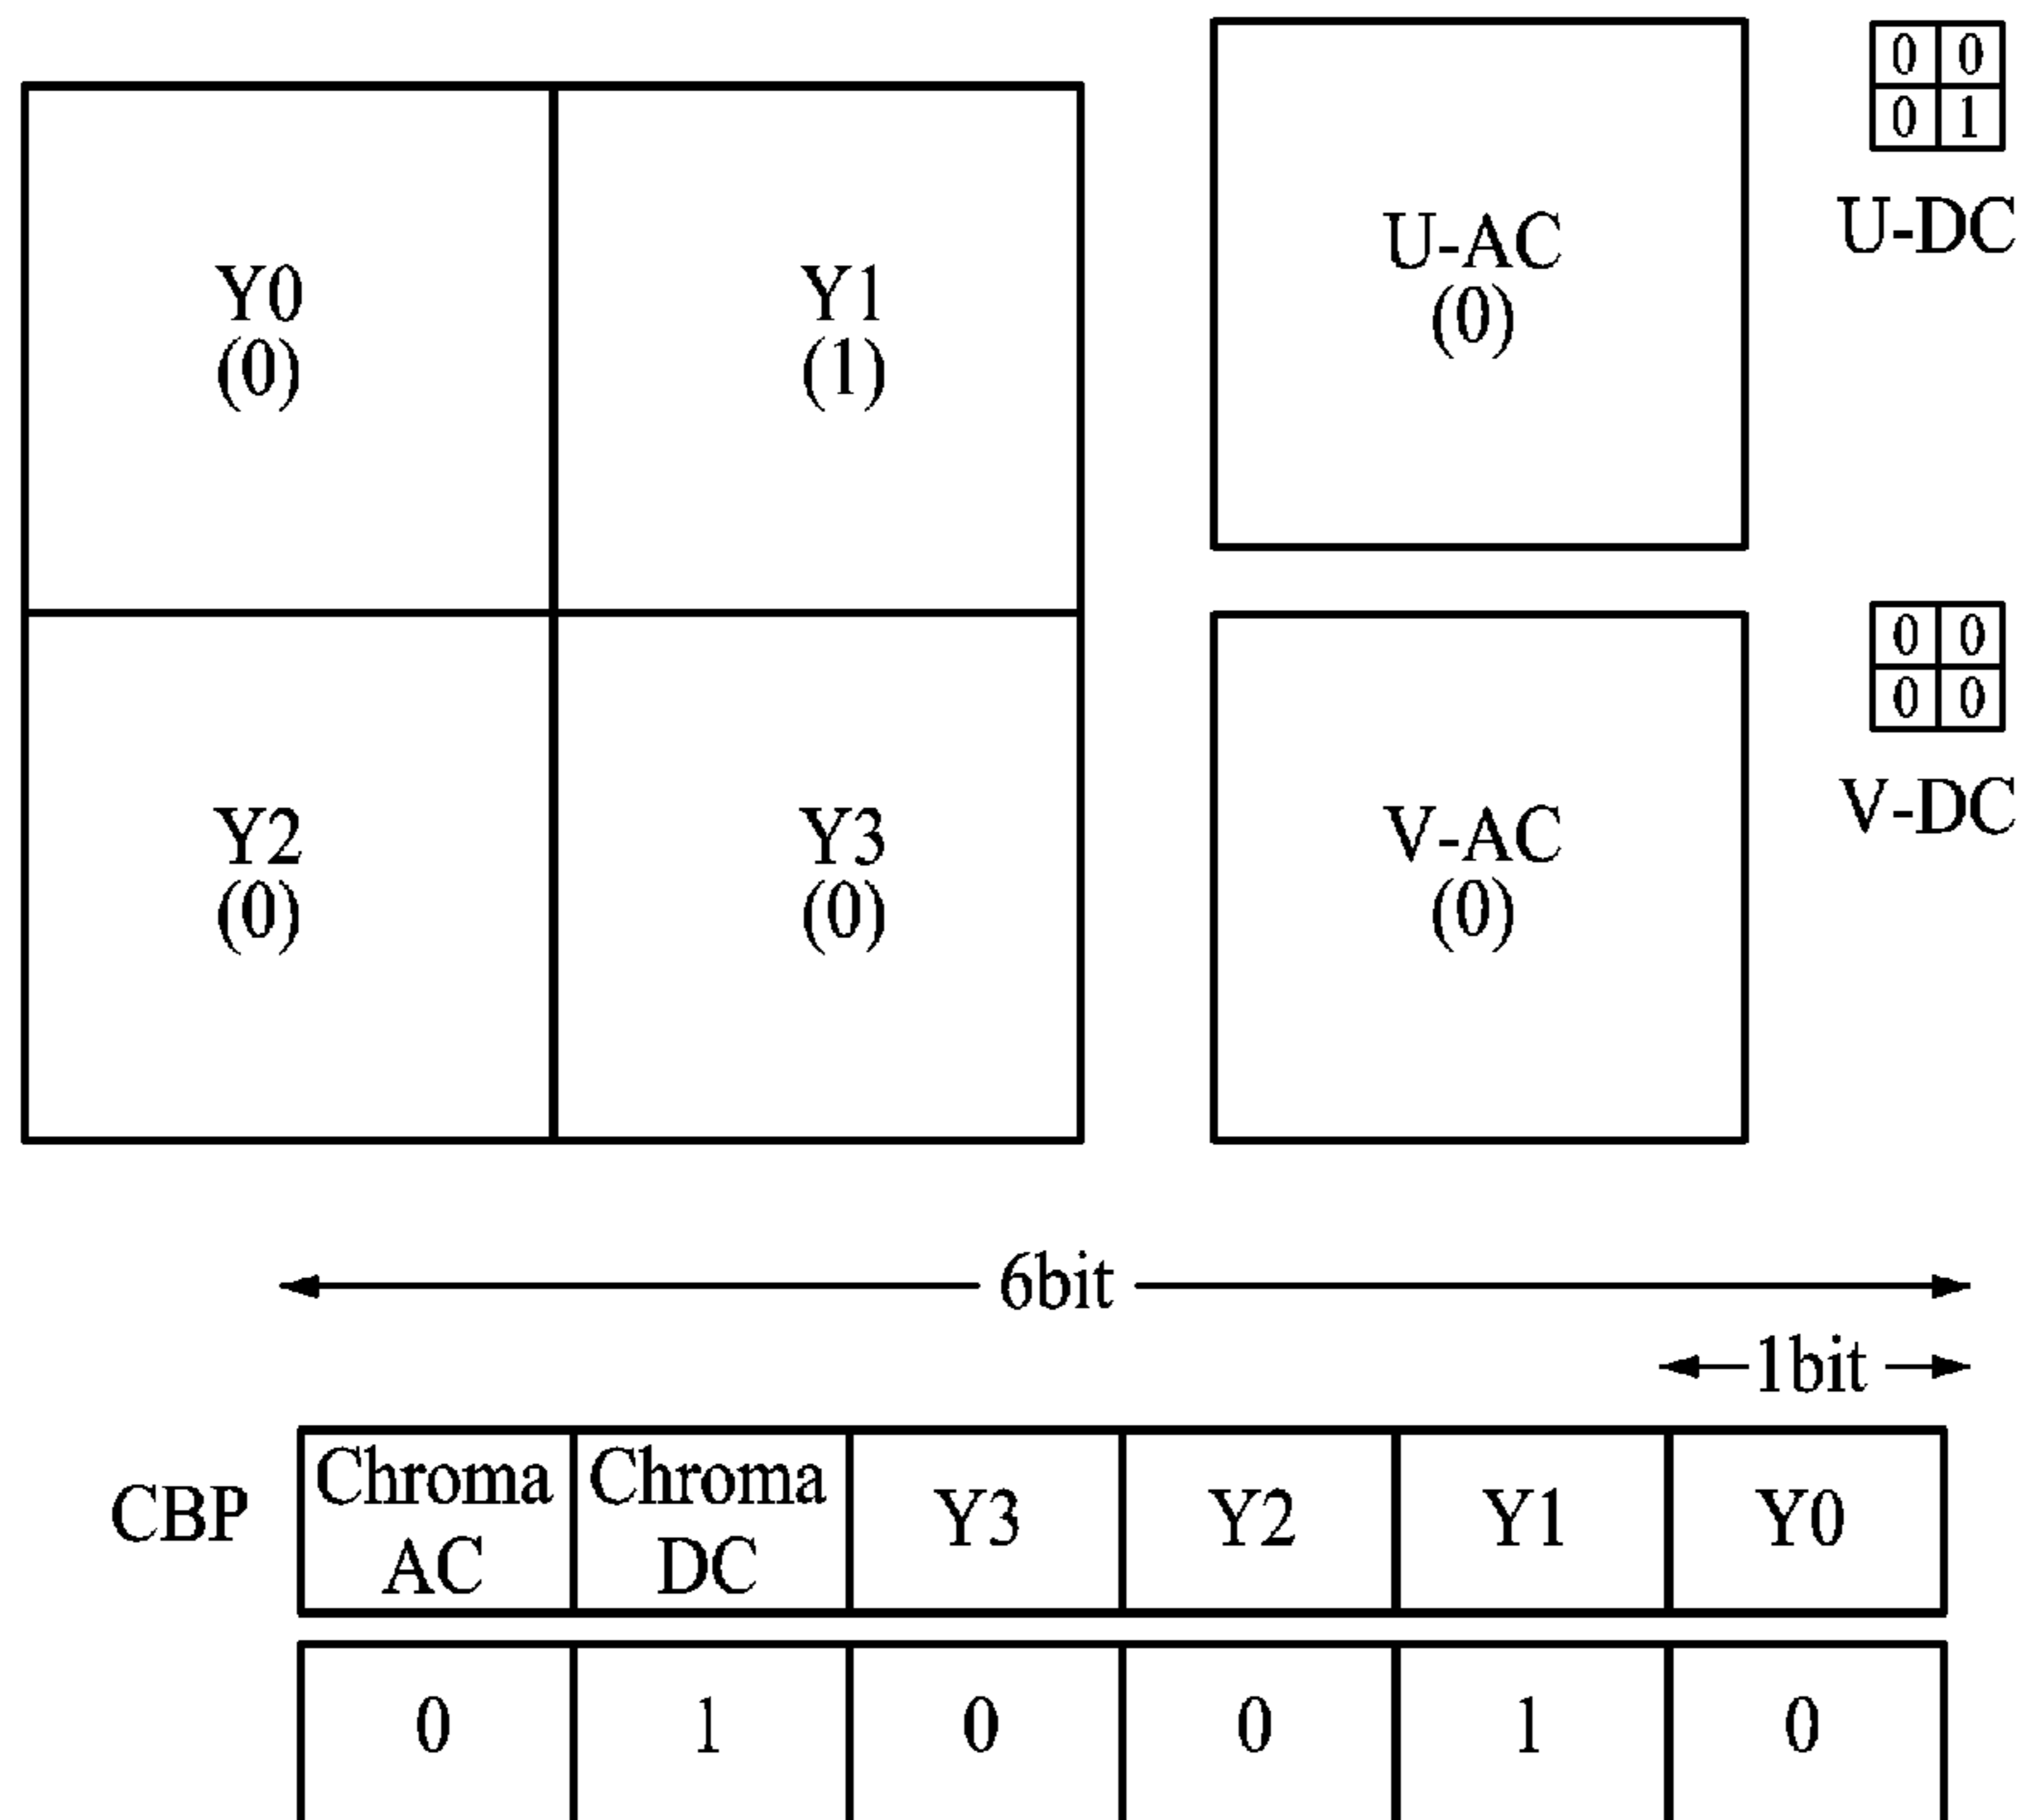 Y0
(0)
Y1
(1)
Y2
(0)
Y3
(0)
U-AC
(0)
0 0
0 1
U-DC
V-AC
(0)
0 0
0 0
V-DC
6bit
1bit
CBP
Chroma
AC
Chroma
DC
Y3
Y2
Y1
Y0
0 1 0 0 1 0